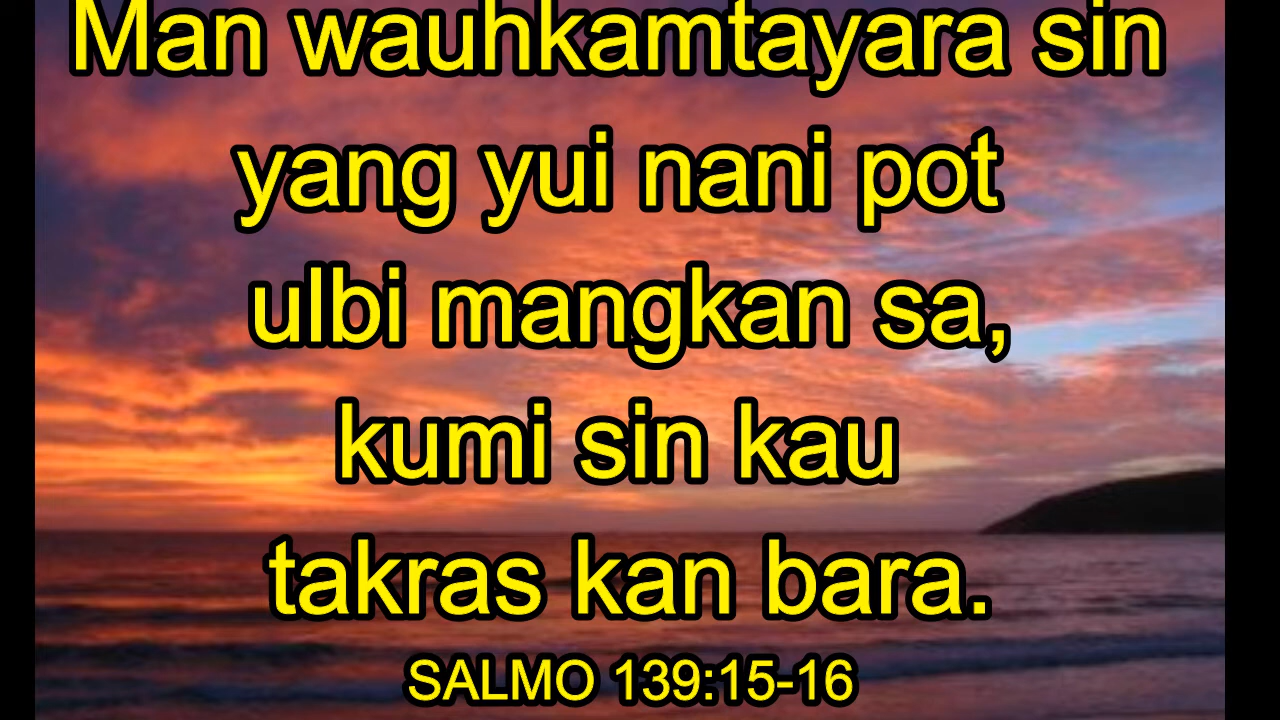 Man wauhkamtayara sin
yang yui nani pot
ulbi mangkan sa,
kumi sin kau
takras kan bara.
SALMO 139:15-16